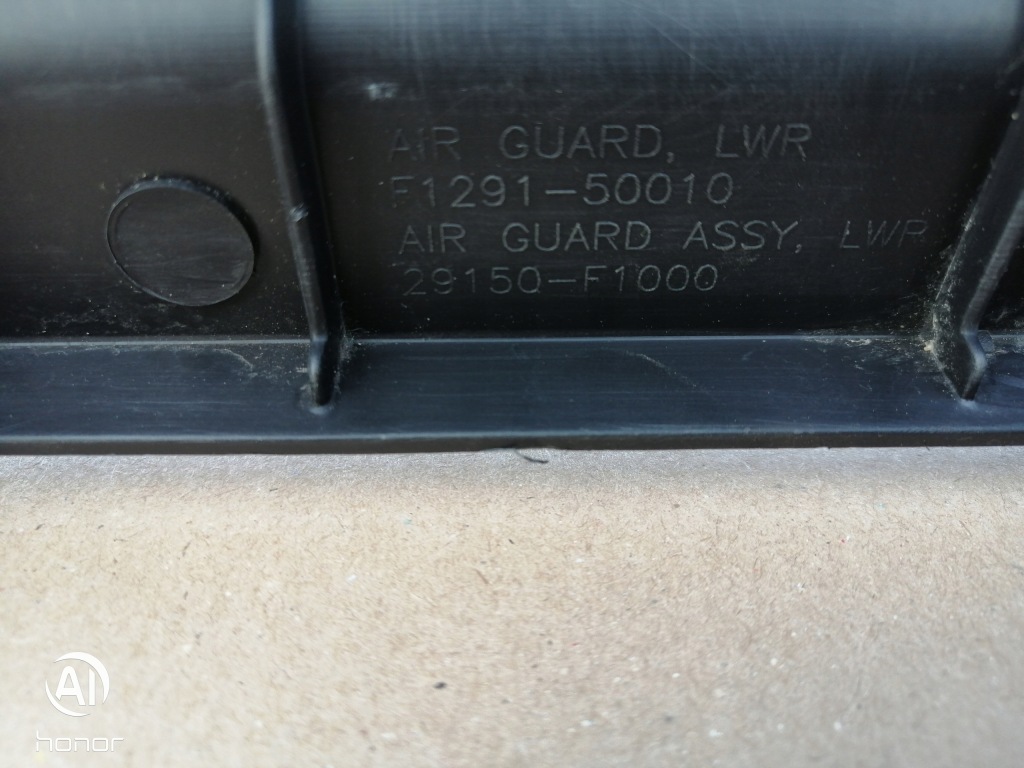 AIR GUARD, LWR
F1291-50010
AIR GUARD ASSY, LWR
29150-F1000
AI
honor